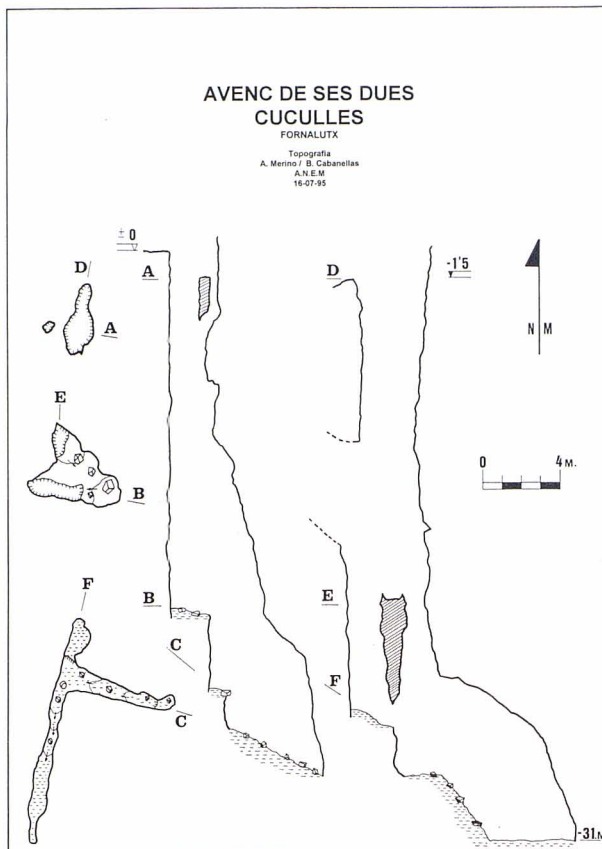 AVENC DE SES DUES
CUCULLES
FORNALUTX
Topografia
A. Merino / B. Cabanellas
A.N.E.M
16-07-95
± 0
D
A
D
-1'5
A
N M
E
0 4 M.
B
B
E
F
C
F
C
-31.M